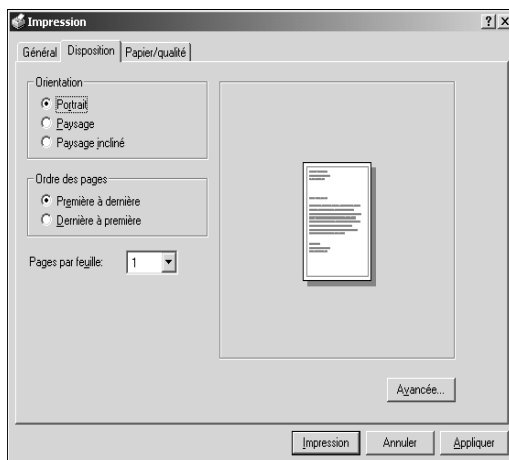 Impression
Général Disposition Papier/qualité
Orientation
Portrait
Paysage
Paysage incliné
Ordre des pages
Première à dernière
Dernière à première
Pages par feuille: 1
Avancée...
Impression Annuler Appliquer